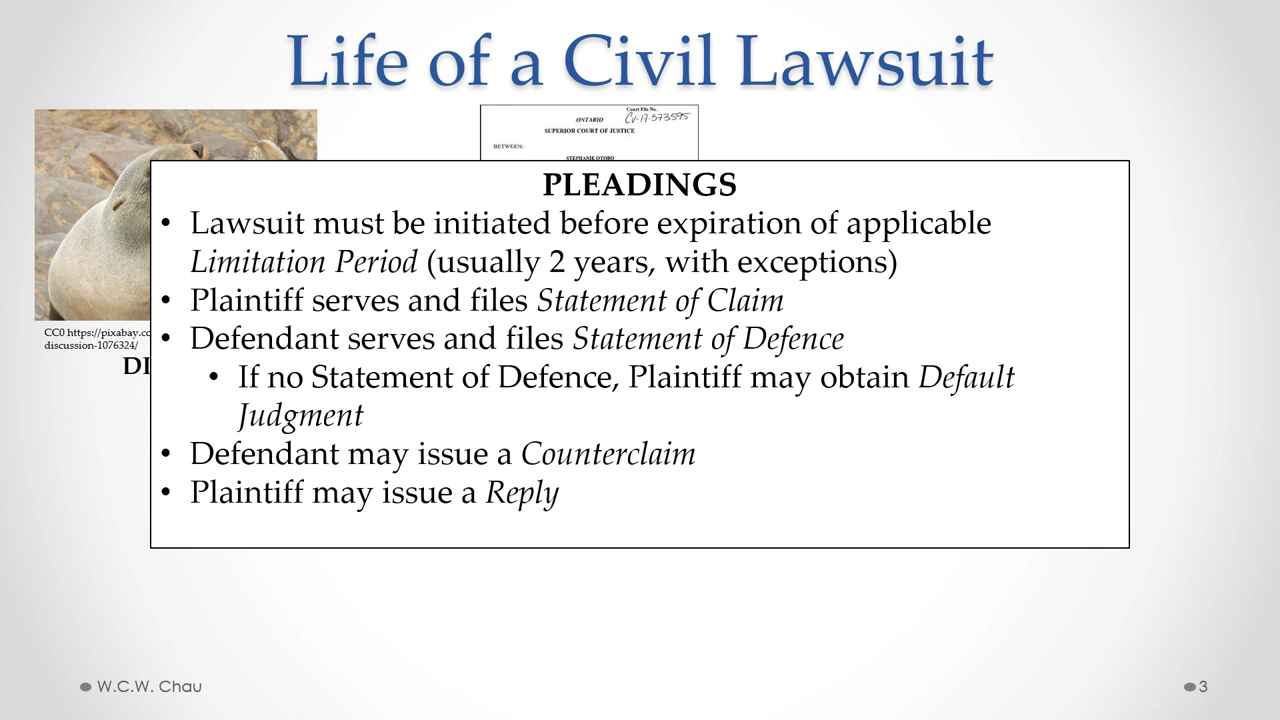 Life of a Civil Lawsuit
Court File No.
ONTARIO
CV-17-573595
SUPERIOR COURT OF JUSTICE
BETWEEN:
STEPHANIE OTOBO
PLEADINGS
• Lawsuit must be initiated before expiration of applicable
Limitation Period (usually 2 years, with exceptions)
• Plaintiff serves and files Statement of Claim
• Defendant serves and files Statement of Defence
• If no Statement of Defence, Plaintiff may obtain Default
Judgment
• Defendant may issue a Counterclaim
• Plaintiff may issue a Reply
CC0 https://pixabay.co
discussion-1076324/
DI
W.C.W. Chau
3